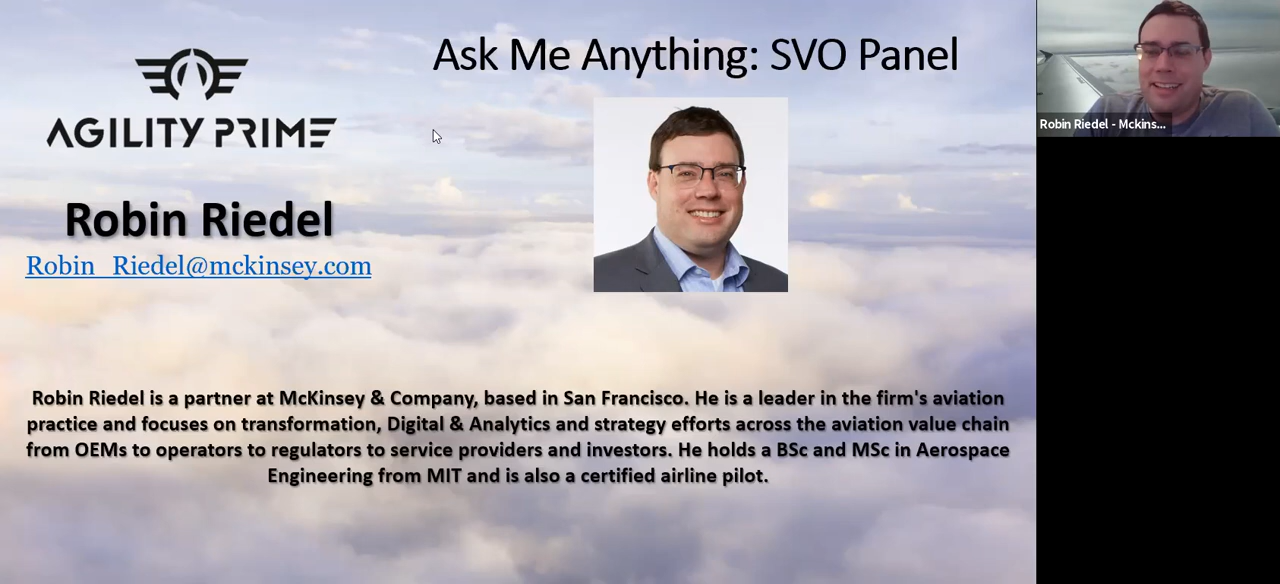 Ask Me Anything: SVO Panel
AGILITY PRIME
Robin Riedel
Robin_Riedel@mckinsey.com
Robin Riedel is a partner at McKinsey & Company, based in San Francisco. He is a leader in the firm's aviation
practice and focuses on transformation, Digital & Analytics and strategy efforts across the aviation value chain
from OEMs to operators to regulators to service providers and investors. He holds a BSc and MSc in Aerospace
Engineering from MIT and is also a certified airline pilot.
Robin Riedel - Mckins...